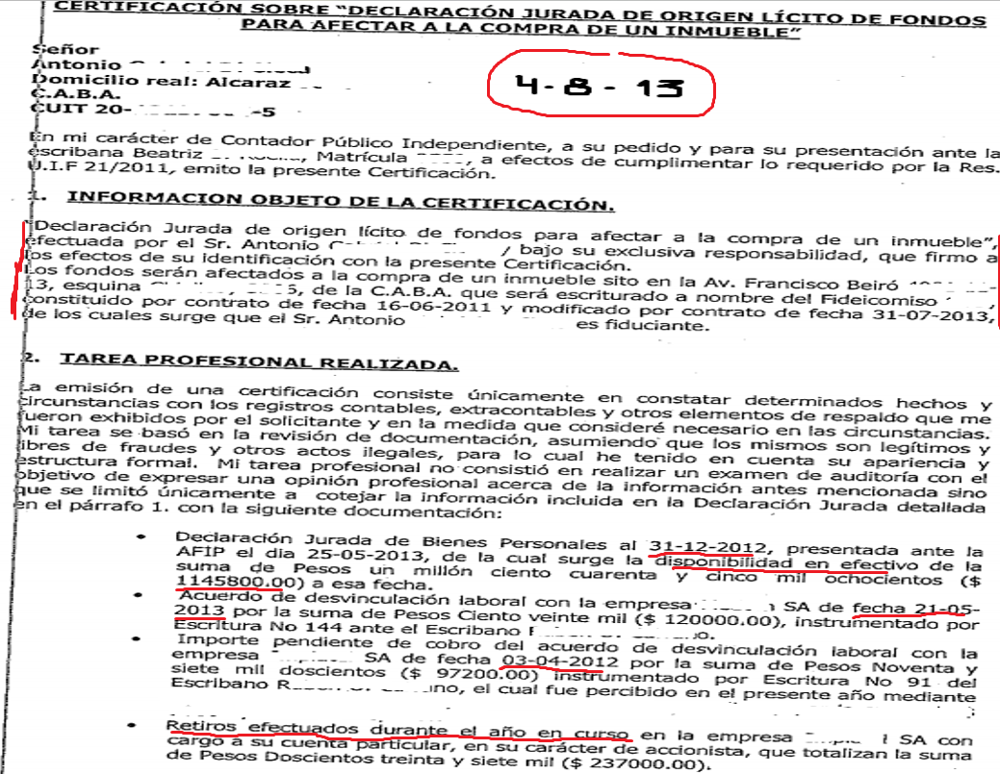 CERTIFICACIÓN SOBRE “DECLARACIÓN JURADA DE ORIGEN LÍCITO DE FONDOS
PARA AFECTAR A LA COMPRA DE UN INMUEBLE”
Señor
Antonio
Domicilio real: Alcaraz
C.A.B.A.
CUIT 20- -5
4-8-13
En mi carácter de Contador Público Independiente, a su pedido y para su presentación ante la
escribana Beatriz , Matrícula , a efectos de cumplimentar lo requerido por la Res.
U.I.F 21/2011, emito la presente Certificación.
1. INFORMACION OBJETO DE LA CERTIFICACIÓN.
“Declaración Jurada de origen lícito de fondos para afectar a la compra de un inmueble”,
efectuada por el Sr. Antonio / bajo su exclusiva responsabilidad, que firmo a
los efectos de su identificación con la presente Certificación.
Los fondos serán afectados a la compra de un inmueble sito en la Av. Francisco Beiró -
13, esquina , de la C.A.B.A. que será escriturado a nombre del Fideicomiso ,
constituido por contrato de fecha 16-06-2011 y modificado por contrato de fecha 31-07-2013,
de los cuales surge que el Sr. Antonio es fiduciante.
2. TAREA PROFESIONAL REALIZADA.
La emisión de una certificación consiste únicamente en constatar determinados hechos y
circunstancias con los registros contables, extracontables y otros elementos de respaldo que me
fueron exhibidos por el solicitante y en la medida que consideré necesario en las circunstancias.
Mi tarea se basó en la revisión de documentación, asumiendo que los mismos son legítimos y
libres de fraudes y otros actos ilegales, para lo cual he tenido en cuenta su apariencia y
estructura formal. Mi tarea profesional no consistió en realizar un examen de auditoría con el
objetivo de expresar una opinión profesional acerca de la información antes mencionada sino
que se limitó únicamente a cotejar la información incluida en la Declaración Jurada detallada
en el párrafo 1. con la siguiente documentación:
• Declaración Jurada de Bienes Personales al 31-12-2012, presentada ante la
AFIP el dia 25-05-2013, de la cual surge la disponibilidad en efectivo de la
suma de Pesos un millón ciento cuarenta y cinco mil ochocientos ($
1145800.00) a esa fecha.
• Acuerdo de desvinculación laboral con la empresa SA de fecha 21-05-
2013 por la suma de Pesos Ciento veinte mil ($ 120000.00), instrumentado por
Escritura No 144 ante el Escribano
• Importe pendiente de cobro del acuerdo de desvinculación laboral con la
empresa SA de fecha 03-04-2012 por la suma de Pesos Noventa y
siete mil doscientos ($ 97200.00) instrumentado por Escritura No 91 del
Escribano , el cual fue percibido en el presente año mediante
• Retiros efectuados durante el año en curso en la empresa SA con
cargo a su cuenta particular, en su carácter de accionista, que totalizan la suma
de Pesos Doscientos treinta y siete mil ($ 237000.00).